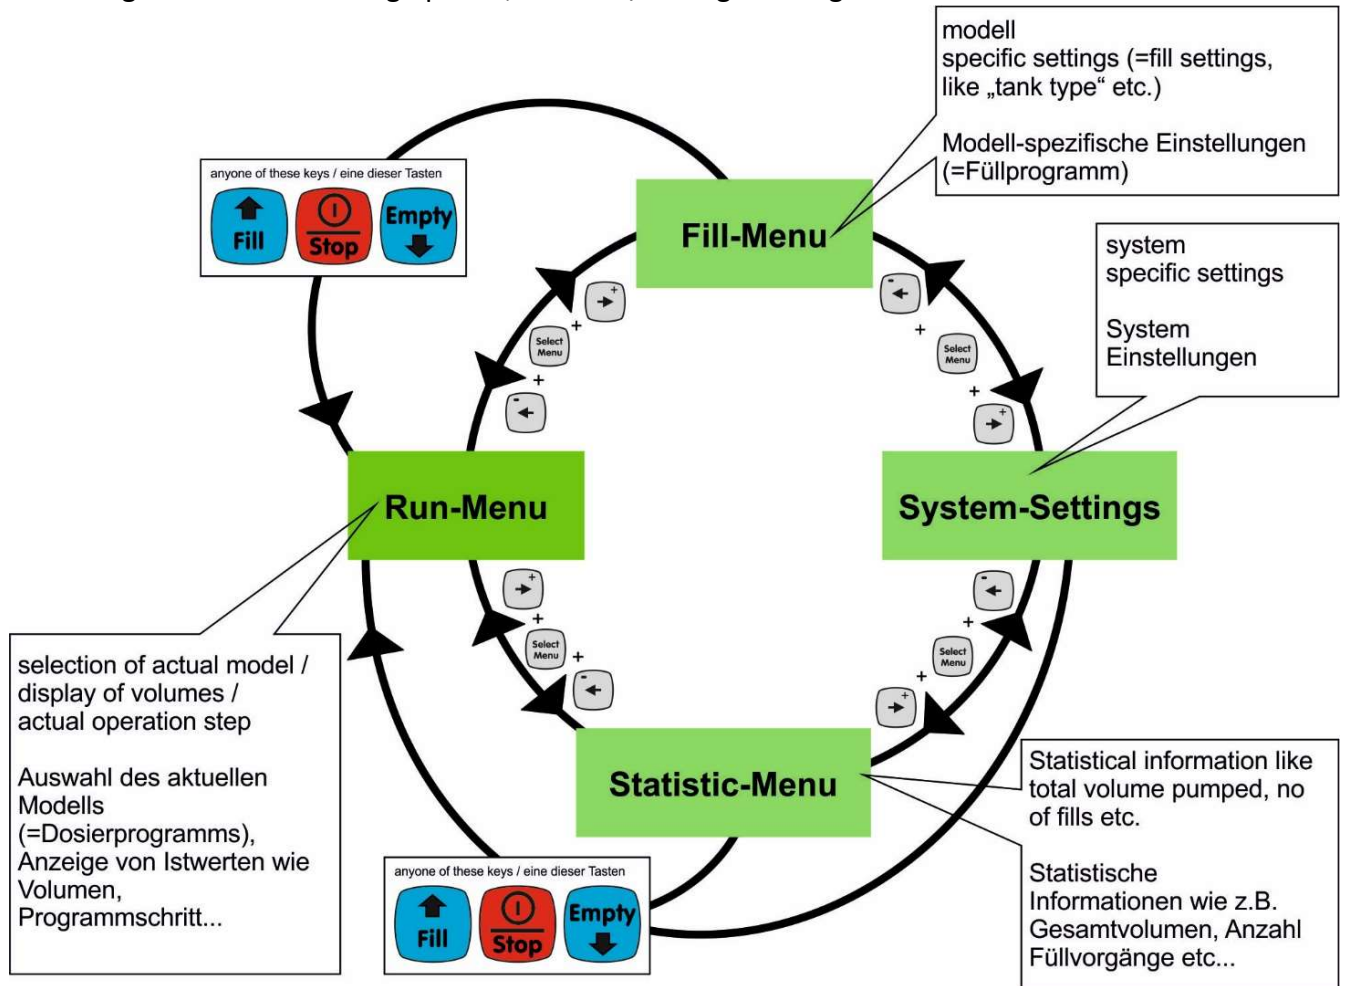 modell
specific settings (=fill settings,
like „tank type“ etc.)
Modell-spezifische Einstellungen
(=Füllprogramm)
anyone of these keys / eine dieser Tasten
Fill
Stop
Empty
Fill-Menu
system
specific settings
System
Einstellungen
+
+
Select
Menu
+
-
-
+
Select
Menu
+
+
Run-Menu
System-Settings
+
+
Select
Menu
+
-
-
+
Select
Menu
+
+
selection of actual model /
display of volumes /
actual operation step
Auswahl des aktuellen
Modells
(=Dosierprogramms),
Anzeige von Istwerten wie
Volumen,
Programmschritt...
Statistic-Menu
Statistical information like
total volume pumped, no
of fills etc.
Statistische
Informationen wie z.B.
Gesamtvolumen, Anzahl
Füllvorgänge etc...
anyone of these keys / eine dieser Tasten
Fill
Stop
Empty